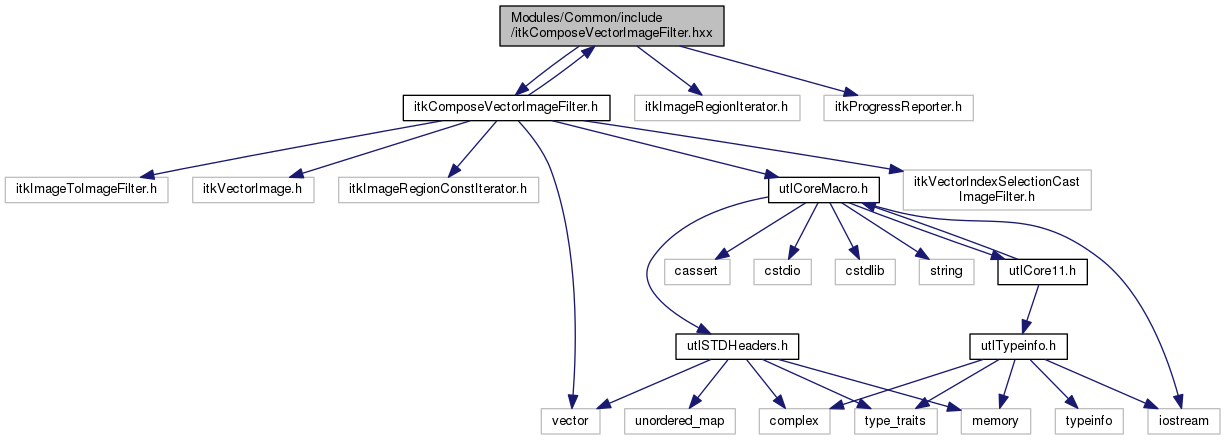 Modules/Common/include
/itkComposeVectorImageFilter.hxx
itkComposeVectorImageFilter.h
itkImageRegionIterator.h
itkProgressReporter.h
itkImageToImageFilter.h
itkVectorImage.h
itkImageRegionConstIterator.h
utlCoreMacro.h
itkVectorIndexSelectionCast
ImageFilter.h
cassert
cstdio
cstdlib
string
utlCore11.h
utlSTDHeaders.h
utlTypeinfo.h
vector
unordered_map
complex
type_traits
memory
typeinfo
iostream